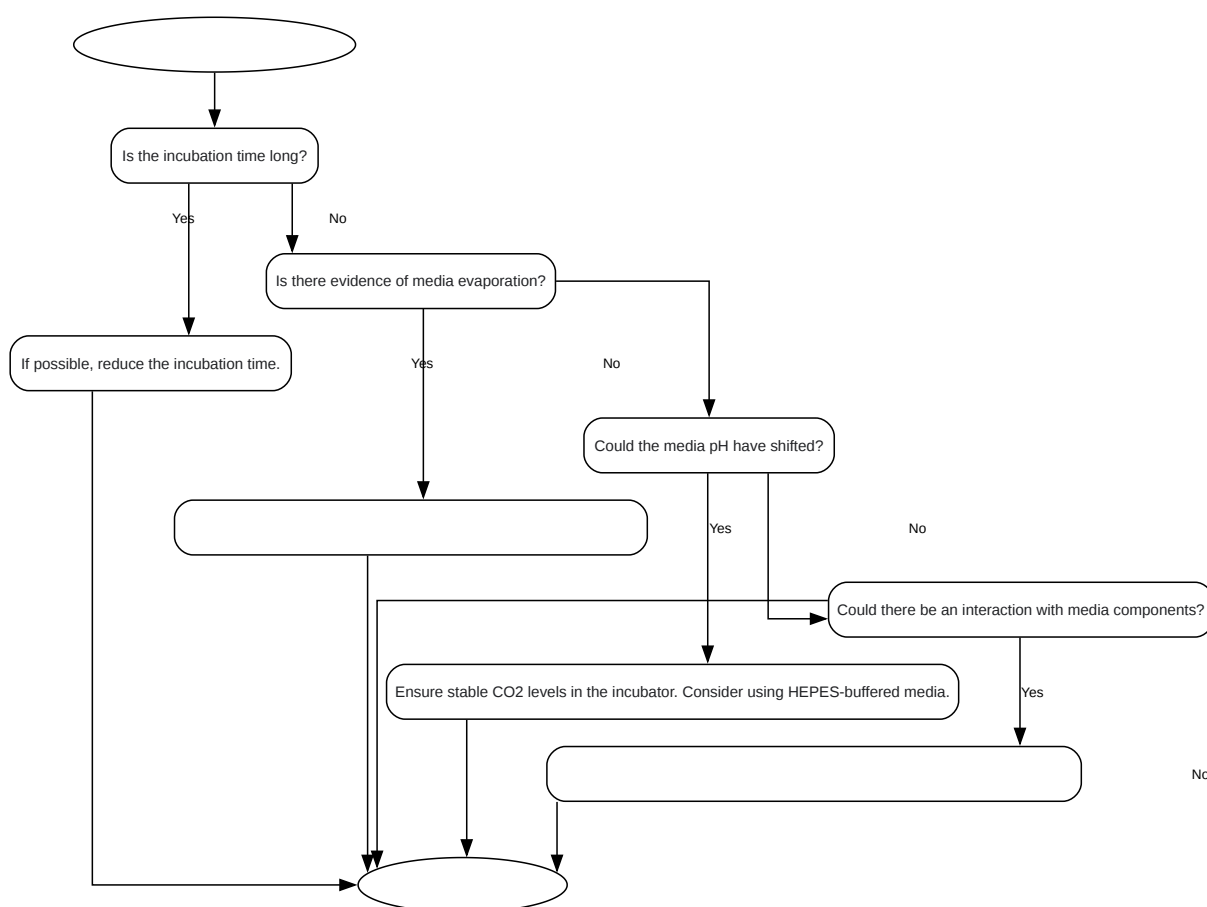 Is the incubation time long?
Yes
No
Is there evidence of media evaporation?
If possible, reduce the incubation time.
Yes
No
Could the media pH have shifted?
Yes
No
Could there be an interaction with media components?
Ensure stable CO2 levels in the incubator. Consider using HEPES-buffered media.
Yes
No